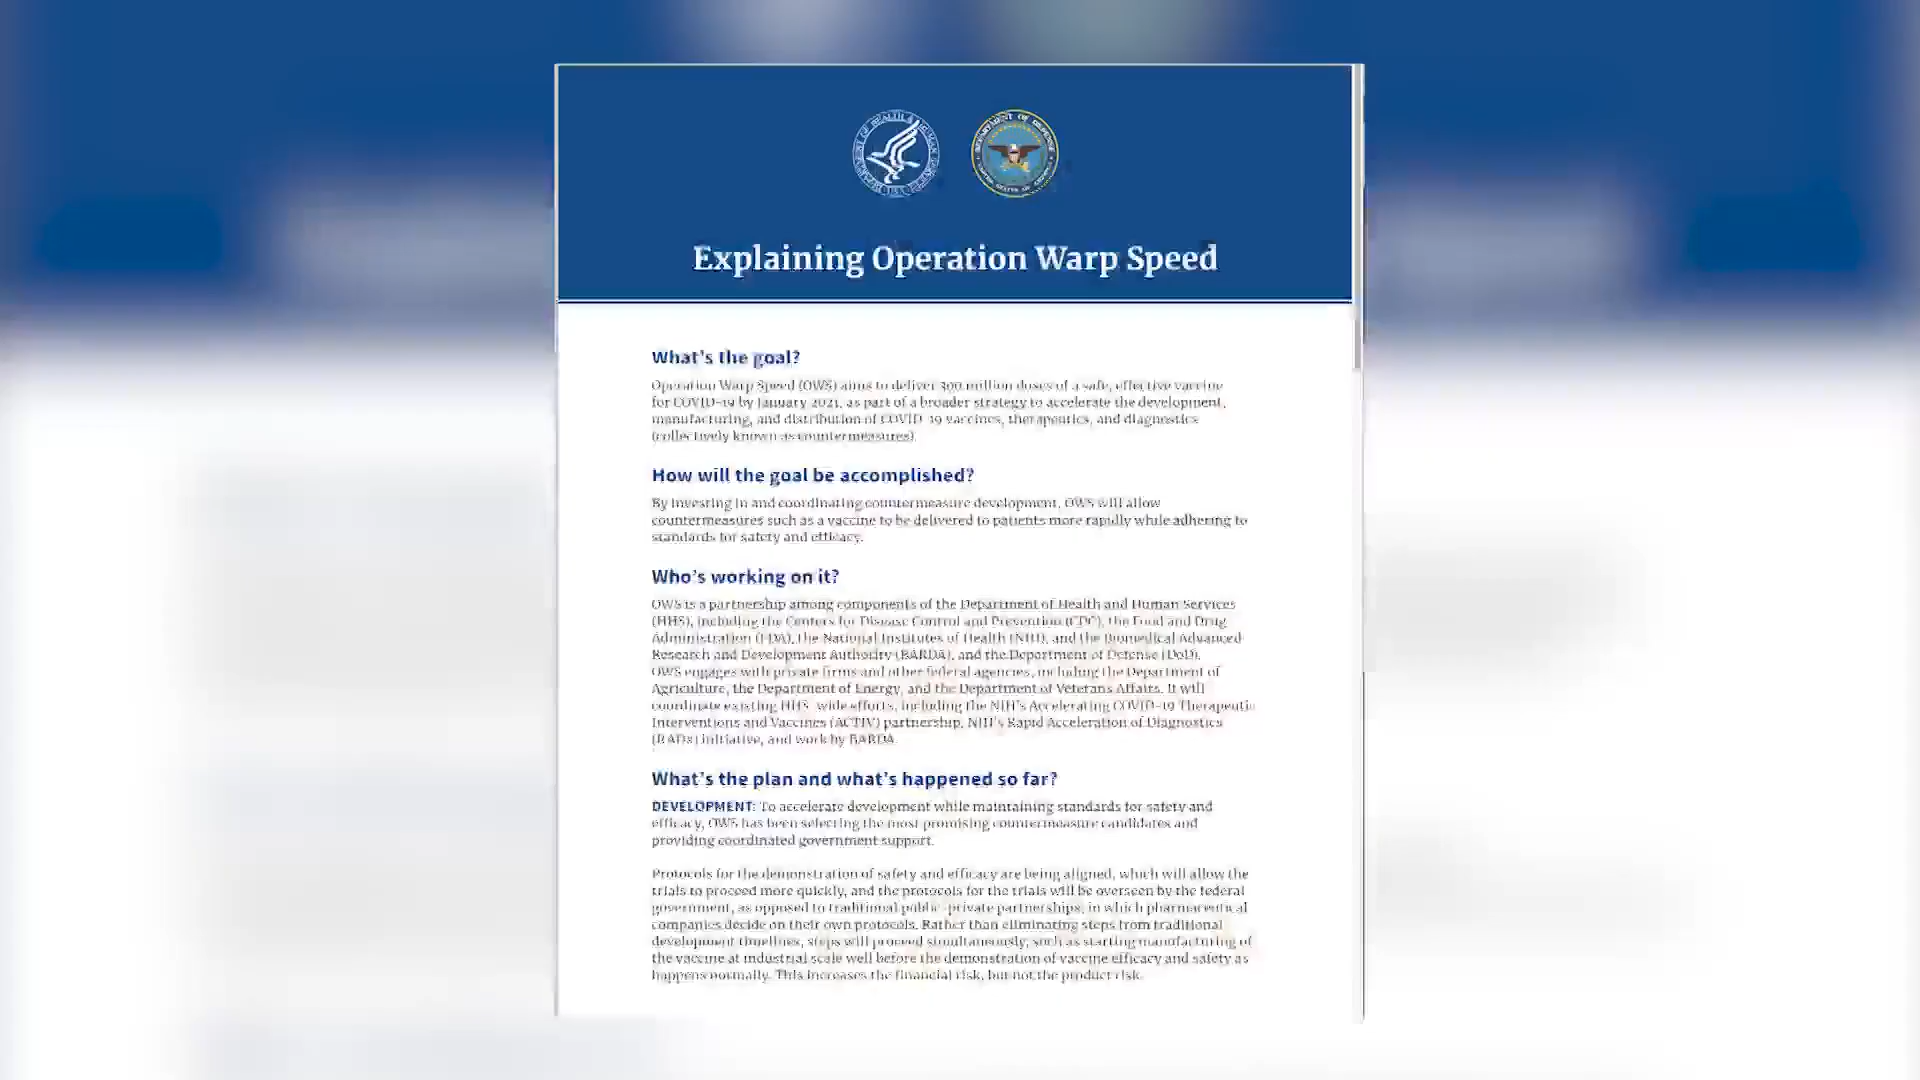 DEPARTMENT OF DEFENSE
UNITED STATES OF AMERICA
Explaining Operation Warp Speed
What's the goal?
Operation Warp Speed (OWS) aims to deliver 300 million doses of a safe, effective vaccine
for COVID-19 by January 2021, as part of a broader strategy to accelerate the development,
manufacturing, and distribution of COVID-19 vaccines, therapeutics, and diagnostics
(collectively known as countermeasures).
How will the goal be accomplished?
By investing in and coordinating countermeasure development, OWS will allow
countermeasures such as a vaccine to be delivered to patients more rapidly while adhering to
standards for safety and efficacy.
Who's working on it?
OWS is a partnership among components of the Department of Health and Human Services
(HHS), including the Centers for Disease Control and Prevention (CDC), the Food and Drug
Administration (FDA), the National Institutes of Health (NIH), and the Biomedical Advanced
Research and Development Authority (BARDA), and the Department of Defense (DoD).
OWS engages with private firms and other federal agencies, including the Department of
Agriculture, the Department of Energy, and the Department of Veterans Affairs. It will
coordinate existing HHS-wide efforts, including the NIH's Accelerating COVID-19 Therapeutic
Interventions and Vaccines (ACTIV) partnership, NIH's Rapid Acceleration of Diagnostics
(RADx) initiative, and work by BARDA.
What's the plan and what's happened so far?
DEVELOPMENT: To accelerate development while maintaining standards for safety and
efficacy, OWS has been selecting the most promising countermeasure candidates and
providing coordinated government support.
Protocols for the demonstration of safety and efficacy are being aligned, which will allow the
trials to proceed more quickly, and the protocols for the trials will be overseen by the federal
government, as opposed to traditional public-private partnerships, in which pharmaceutical
companies decide on their own protocols. Rather than eliminating steps from traditional
development timelines, steps will proceed simultaneously, such as starting manufacturing of
the vaccine at industrial scale well before the demonstration of vaccine efficacy and safety as
happens normally. This increases the financial risk, but not the product risk.